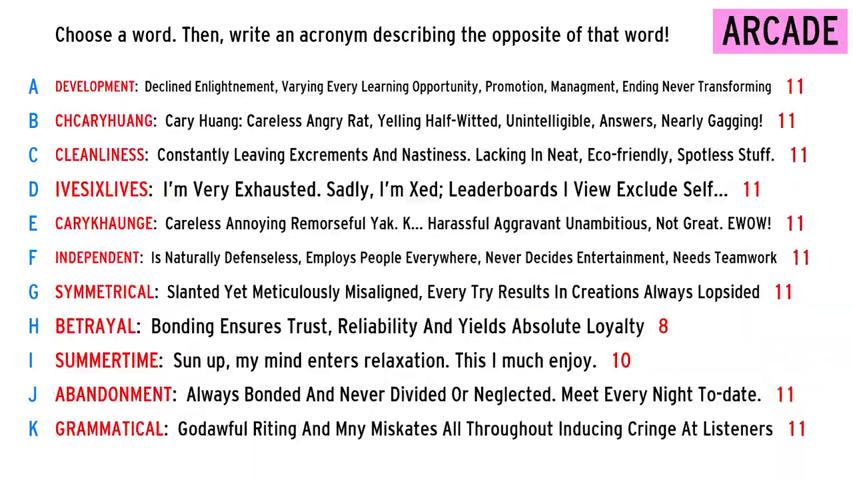 Choose a word. Then, write an acronym describing the opposite of that word! ARCADE
A DEVELOPMENT: Declined Enlightnement, Varying Every Learning Opportunity, Promotion, Managment, Ending Never Transforming 11
B CHCARYHUANG: Cary Huang: Careless Angry Rat, Yelling Half-Witted, Unintelligible, Answers, Nearly Gagging! 11
C CLEANLINESS: Constantly Leaving Excrements And Nastiness. Lacking In Neat, Eco-friendly, Spotless Stuff. 11
D IVESIXLIVES: I'm Very Exhausted. Sadly, I'm Xed; Leaderboards I View Exclude Self... 11
E CARYKHAUNGE: Careless Annoying Remorseful Yak. K... Harassful Aggravant Unambitious, Not Great. EWOW! 11
F INDEPENDENT: Is Naturally Defenseless, Employs People Everywhere, Never Decides Entertainment, Needs Teamwork 11
G SYMMETRICAL: Slanted Yet Meticulously Misaligned, Every Try Results In Creations Always Lopsided 11
H BETRAYAL: Bonding Ensures Trust, Reliability And Yields Absolute Loyalty 8
I SUMMERTIME: Sun up, my mind enters relaxation. This I much enjoy. 10
J ABANDONMENT: Always Bonded And Never Divided Or Neglected. Meet Every Night To-date. 11
K GRAMMATICAL: Godawful Riting And Mny Miskates All Throughout Inducing Cringe At Listeners 11